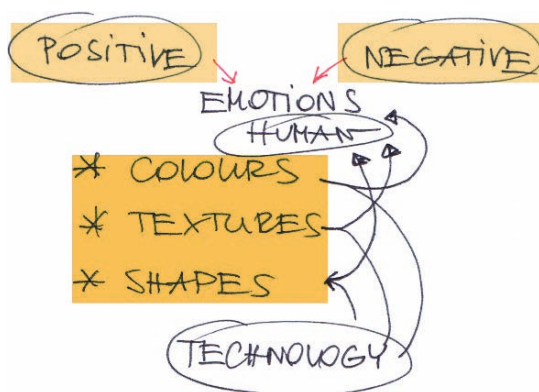 POSITIVE NEGATIVE
EMOTIONS
HUMAN
* COLOURS
* TEXTURES
* SHAPES
TECHNOLOGY